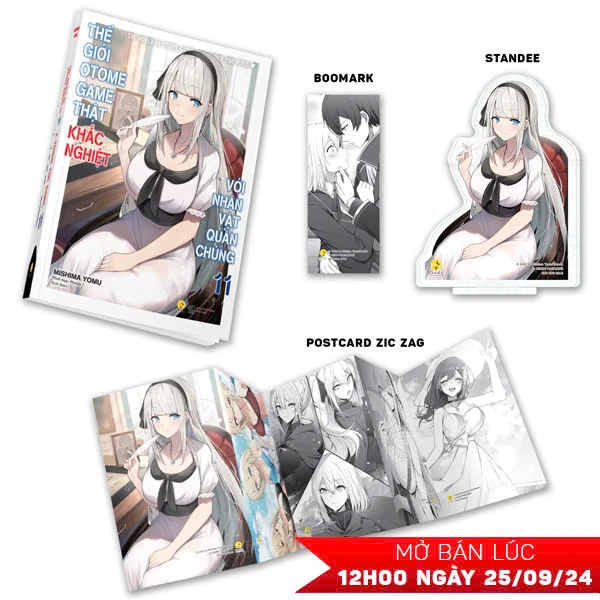 THẾ
GIỚI
OTOME
GAME
THẬT
KHẮC
NGHIỆT
VỚI
NHÂN
VẬT
QUẦN
CHÚNG
11
MISHIMA YOMU
BOOMARK
STANDEE
POSTCARD ZIC ZAG
MỞ BÁN LÚC
12H00 NGÀY 25/09/24